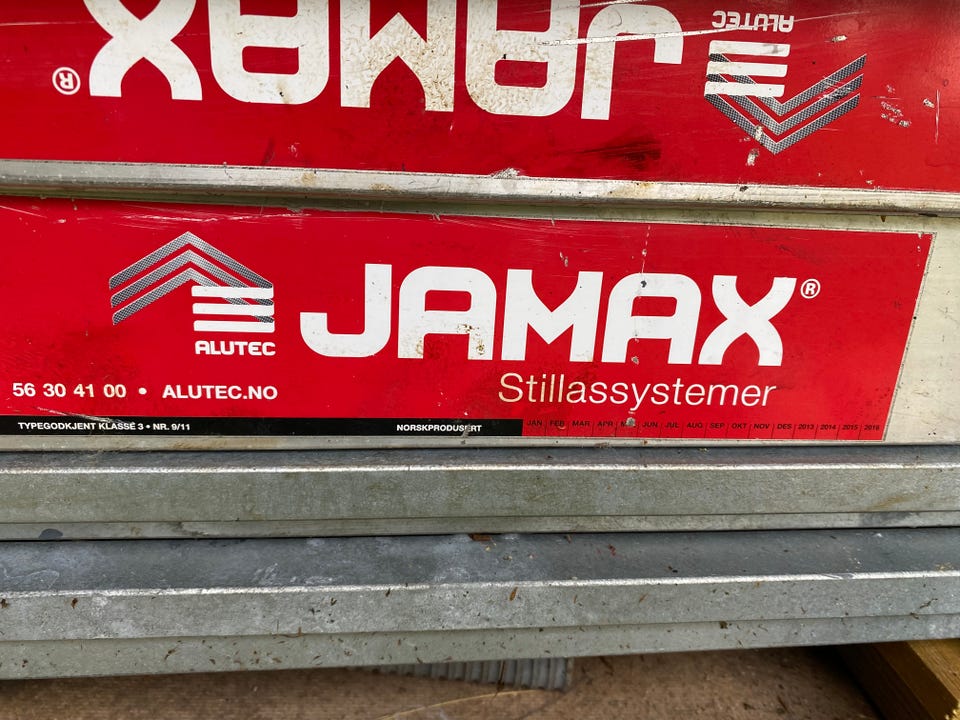 JAMAX®
ALUTEC
ALUTEC
JAMAX®
Stillassystemer
56 30 41 00 • ALUTEC.NO
TYPEGODKJENT KLASSE 3 • NR. 9/11 NORSKPRODUSERT JAN FEB MAR APR MAI JUN JUL AUG SEP OKT NOV DES 2013 2014 2015 2016